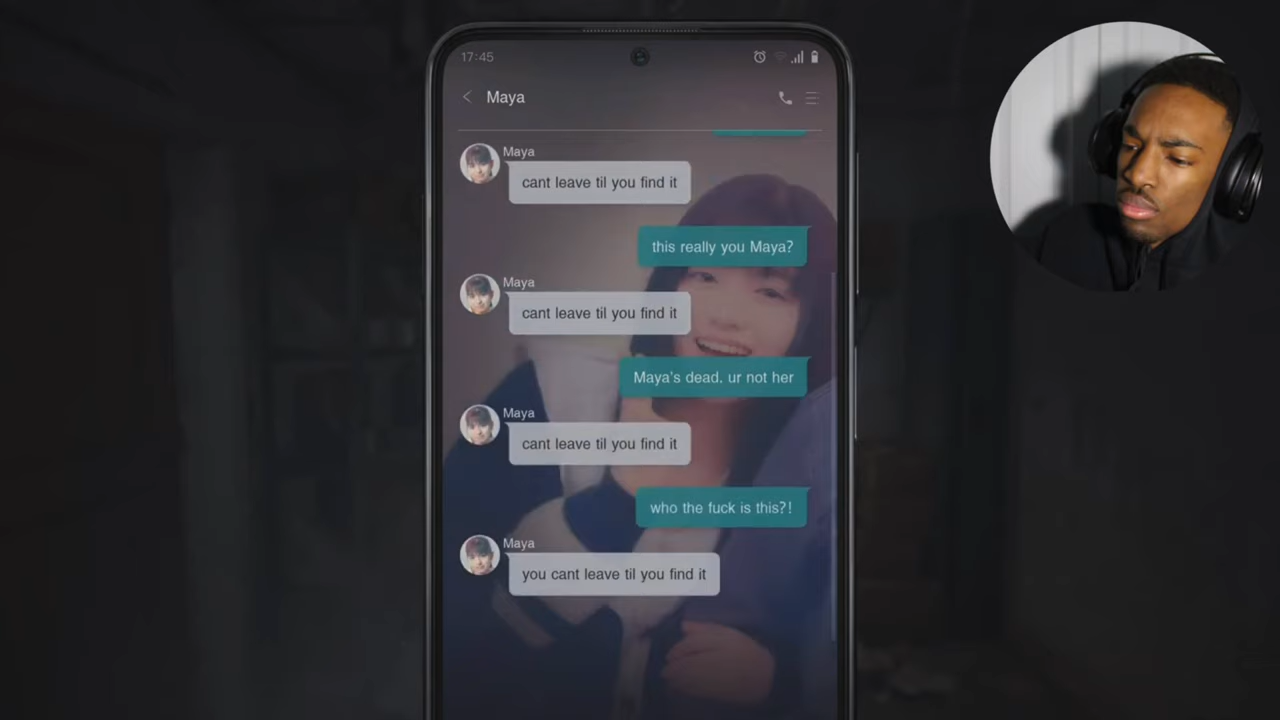 17:45
Maya
Maya
cant leave til you find it
this really you Maya?
Maya
cant leave til you find it
Maya's dead. ur not her
Maya
cant leave til you find it
who the fuck is this?!
Maya
you cant leave til you find it